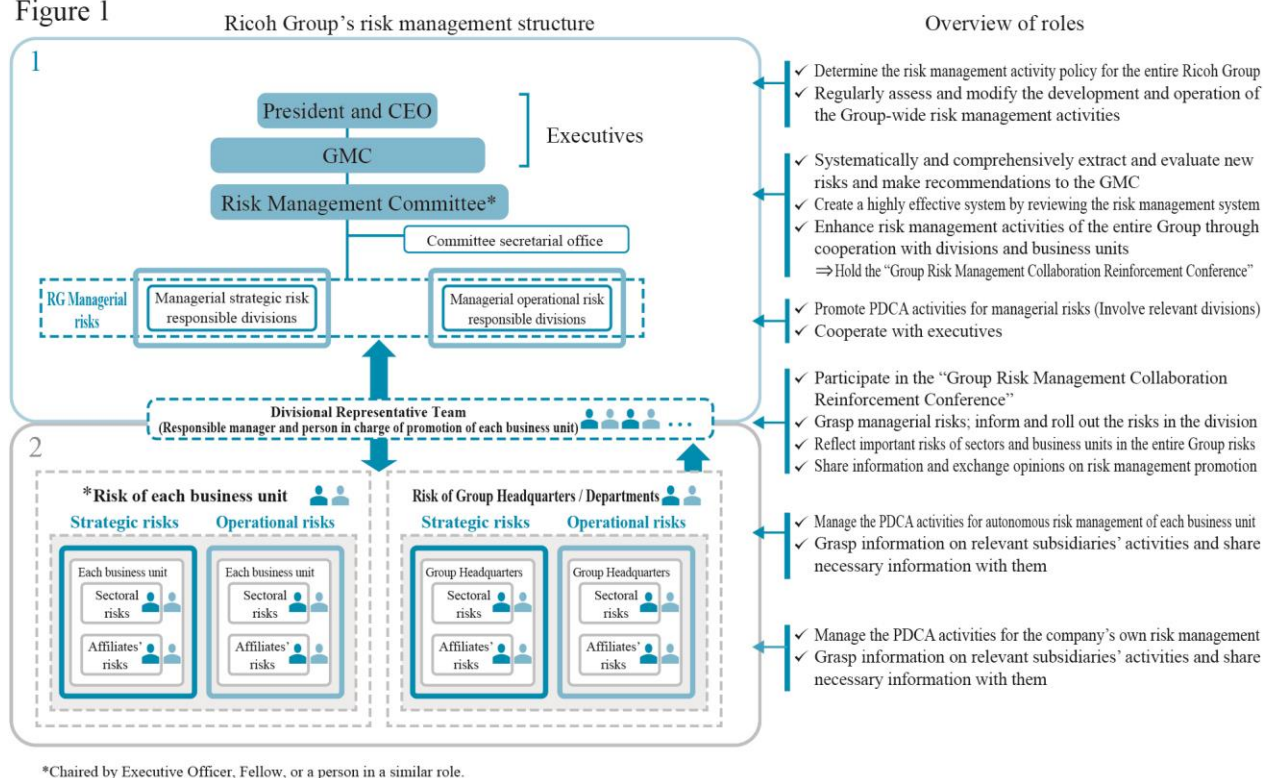 Figure 1
Ricoh Group’s risk management structure
Overview of roles
1
President and CEO
GMC
Executives
Risk Management Committee*
Committee secretarial office
RG Managerial
risks
Managerial strategic risk
responsible divisions
Managerial operational risk
responsible divisions
Divisional Representative Team
(Responsible manager and person in charge of promotion of each business unit)
...
2
*Risk of each business unit
Strategic risks
Operational risks
Each business unit
Sectoral
risks
Affiliates’
risks
Each business unit
Sectoral
risks
Affiliates’
risks
Risk of Group Headquarters / Departments
Strategic risks
Operational risks
Group Headquarters
Sectoral
risks
Affiliates’
risks
Group Headquarters
Sectoral
risks
Affiliates’
risks
✓ Determine the risk management activity policy for the entire Ricoh Group
✓ Regularly assess and modify the development and operation of
the Group-wide risk management activities
✓ Systematically and comprehensively extract and evaluate new
risks and make recommendations to the GMC
✓ Create a highly effective system by reviewing the risk management system
✓ Enhance risk management activities of the entire Group through
cooperation with divisions and business units
⇒Hold the “Group Risk Management Collaboration Reinforcement Conference”
✓ Promote PDCA activities for managerial risks (Involve relevant divisions)
✓ Cooperate with executives
✓ Participate in the “Group Risk Management Collaboration
Reinforcement Conference”
✓ Grasp managerial risks; inform and roll out the risks in the division
✓ Reflect important risks of sectors and business units in the entire Group risks
✓ Share information and exchange opinions on risk management promotion
✓ Manage the PDCA activities for autonomous risk management of each business unit
✓ Grasp information on relevant subsidiaries’ activities and share
necessary information with them
✓ Manage the PDCA activities for the company’s own risk management
✓ Grasp information on relevant subsidiaries’ activities and share
necessary information with them
*Chaired by Executive Officer, Fellow, or a person in a similar role.